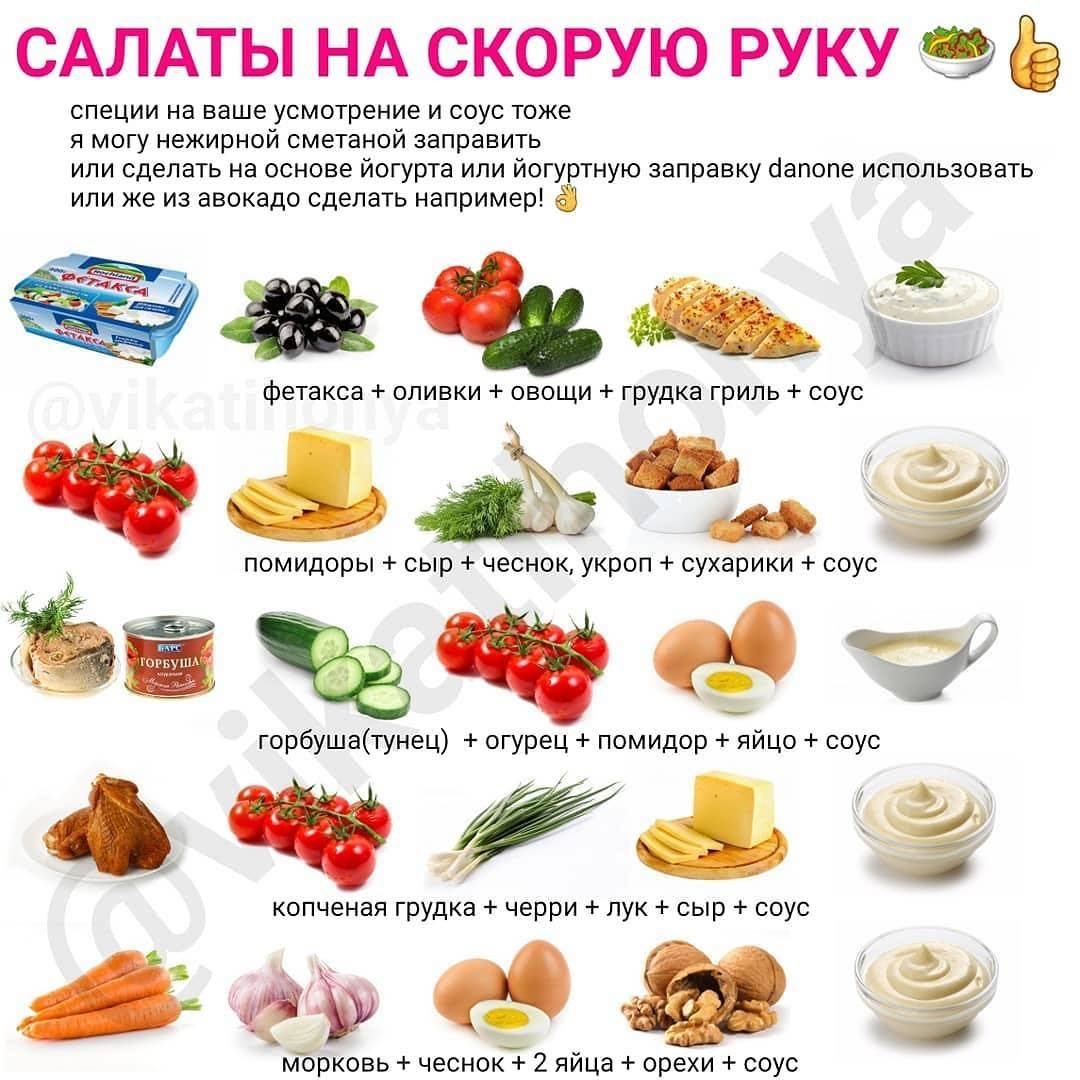 САЛАТЫ НА СКОРУЮ РУКУ
специи на ваше усмотрение и соус тоже
я могу нежирной сметаной заправить
или сделать на основе йогурта или йогуртную заправку danone использовать
или же из авокадо сделать например!
Hochland
ФЕТАКСА
ФЕТАКСА
фетакса + оливки + овощи + грудка гриль + соус
@vikatihonya
помидоры + сыр + чеснок, укроп + сухарики + соус
БАРС
ГОРБУША
горбуша(тунец) + огурец + помидор + яйцо + соус
копченая грудка + черри + лук + сыр + соус
морковь + чеснок + 2 яйца + орехи + соус
@vikatihonya